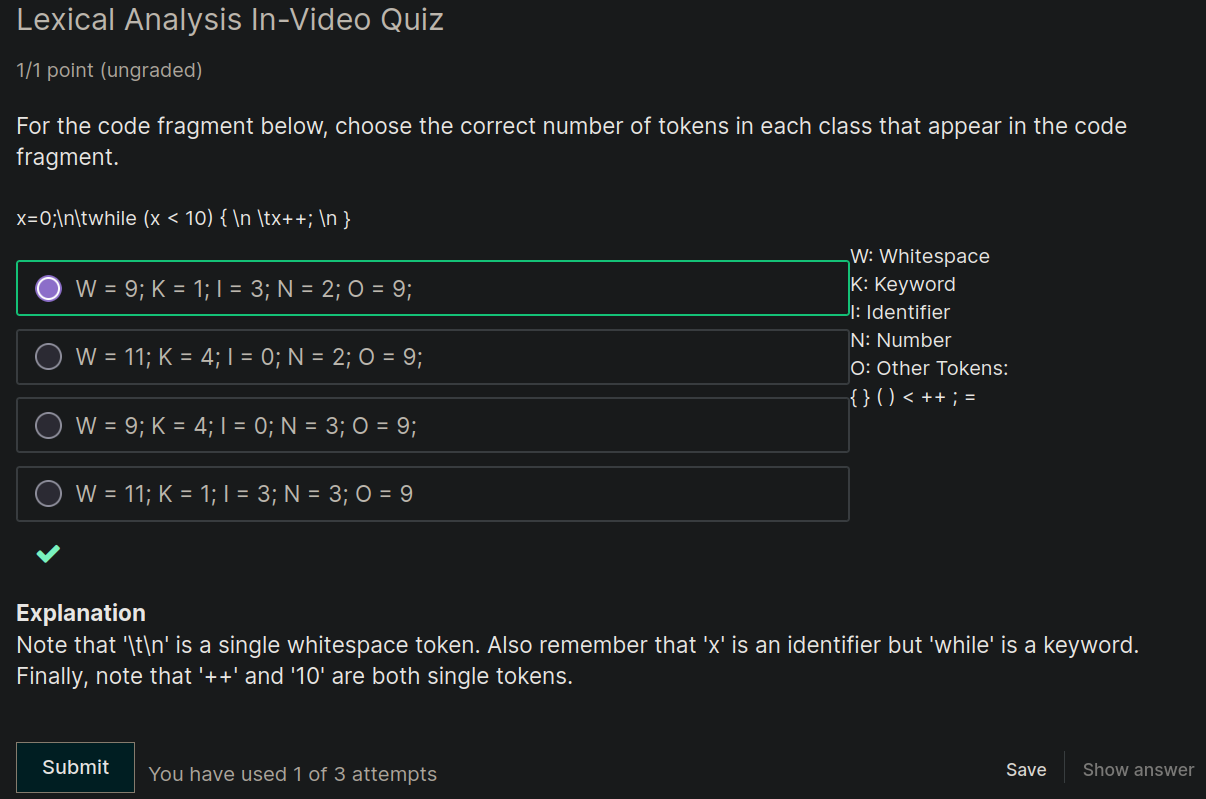 Lexical Analysis In-Video Quiz
1/1 point (ungraded)
For the code fragment below, choose the correct number of tokens in each class that appear in the code
fragment.
x=0;\n\twhile (x < 10) { \n \tx++; \n }
W = 9; K = 1; I = 3; N = 2; O = 9;
W = 11; K = 4; I = 0; N = 2; O = 9;
W = 9; K = 4; I = 0; N = 3; O = 9;
W = 11; K = 1; I = 3; N = 3; O = 9
W: Whitespace
K: Keyword
I: Identifier
N: Number
O: Other Tokens:
{ } ( ) < ++ ; =
Explanation
Note that '\t\n' is a single whitespace token. Also remember that 'x' is an identifier but 'while' is a keyword.
Finally, note that '++' and '10' are both single tokens.
Submit
You have used 1 of 3 attempts
Save
Show answer